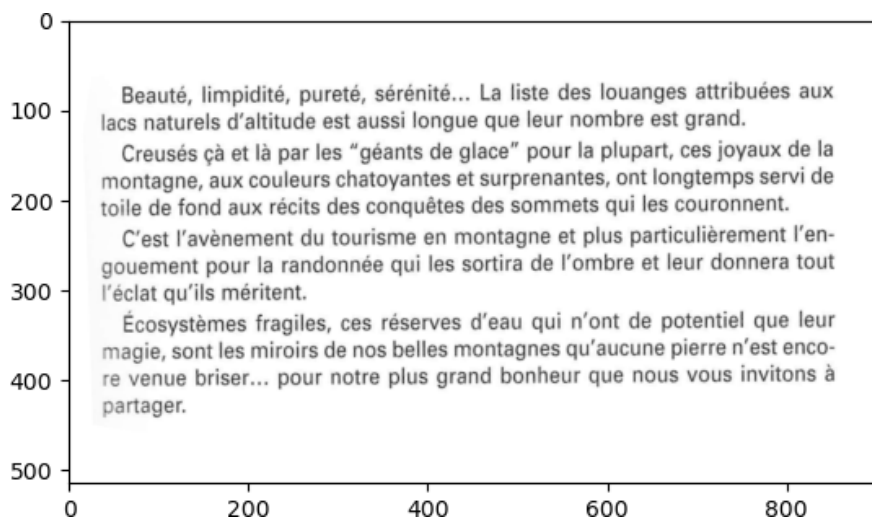 0
100
200
300
400
500
Beauté, limpidité, pureté, sérénité... La liste des louanges attribuées aux
lacs naturels d'altitude est aussi longue que leur nombre est grand.
Creusés çà et là par les “géants de glace” pour la plupart, ces joyaux de la
montagne, aux couleurs chatoyantes et surprenantes, ont longtemps servi de
toile de fond aux récits des conquêtes des sommets qui les couronnent.
C'est l'avènement du tourisme en montagne et plus particulièrement l'en-
gouement pour la randonnée qui les sortira de l'ombre et leur donnera tout
l'éclat qu'ils méritent.
Écosystèmes fragiles, ces réserves d'eau qui n'ont de potentiel que leur
magie, sont les miroirs de nos belles montagnes qu'aucune pierre n'est enco-
re venue briser... pour notre plus grand bonheur que nous vous invitons à
partager.
0 200 400 600 800